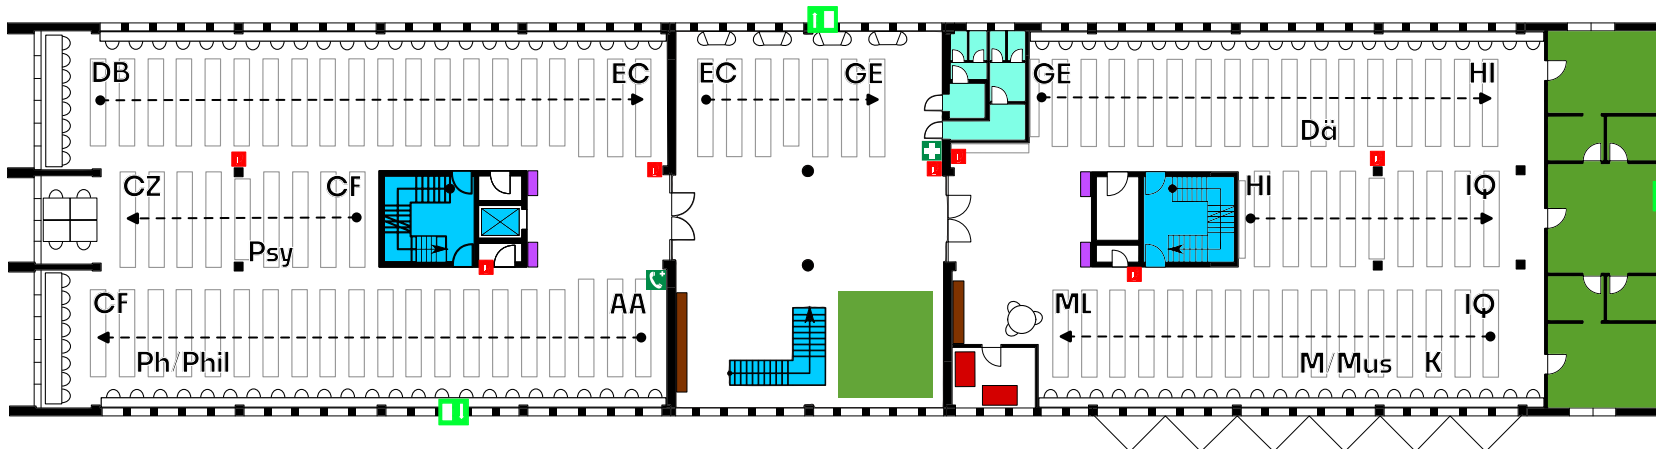 DB EC EC GE GE HI
Dä
CZ CF HI IQ
Psy
CF AA ML IQ
Ph/Phil M/Mus K